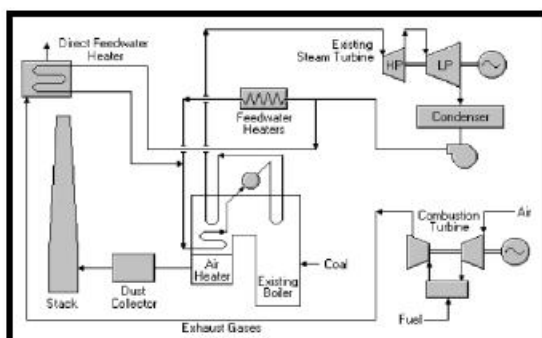 Direct Feedwater
Heater
Existing
Steam Turbine
HP
LP
Feedwater
Heaters
Condenser
Combustion
Turbine
Air
Air
Heater
Existing
Boiler
Coal
Dust
Collector
Stack
Fuel
Exhaust Gases